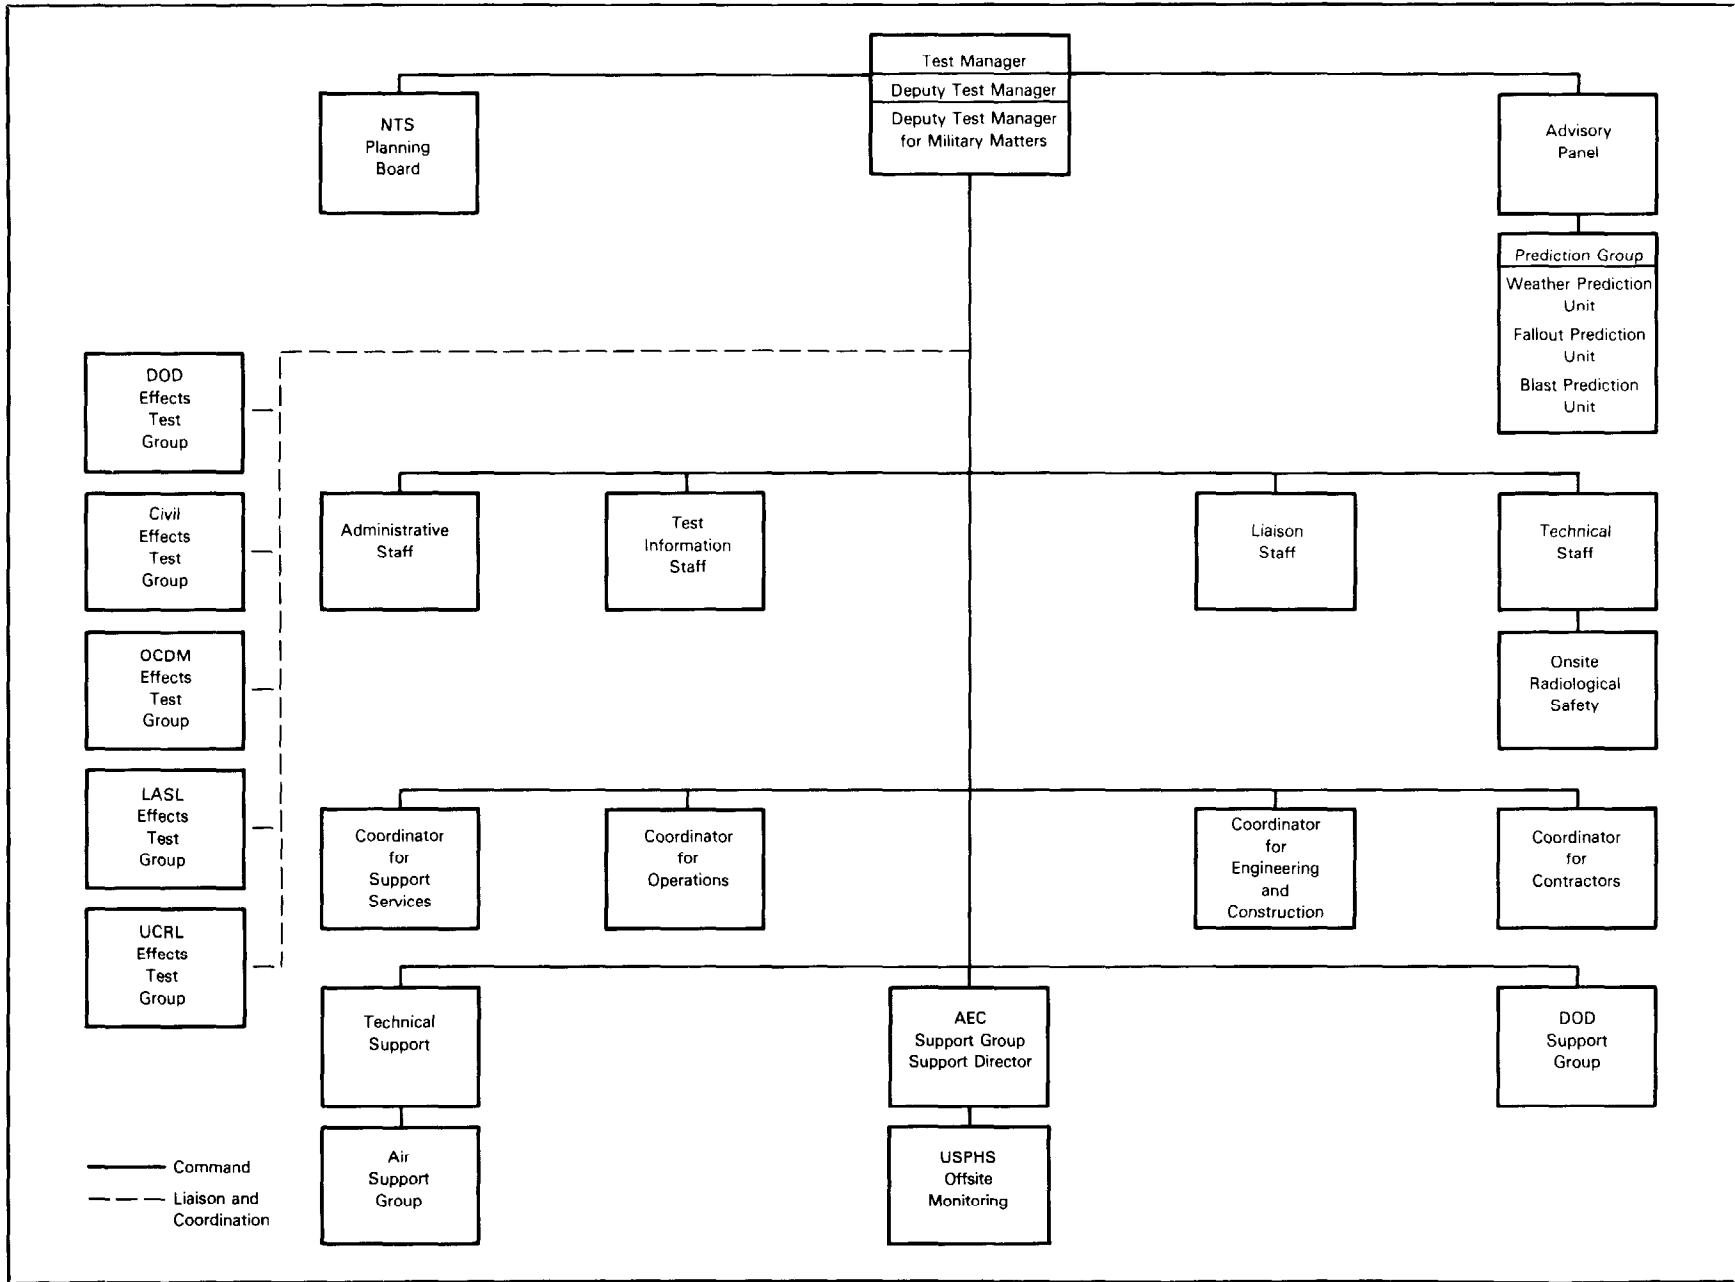 Test Manager
Deputy Test Manager
Deputy Test Manager
for Military Matters
NTS
Planning
Board
Advisory
Panel
Prediction Group
Weather Prediction
Unit
Fallout Prediction
Unit
Blast Prediction
Unit
DOD
Effects
Test
Group
Civil
Effects
Test
Group
OCDM
Effects
Test
Group
LASL
Effects
Test
Group
UCRL
Effects
Test
Group
Administrative
Staff
Test
Information
Staff
Liaison
Staff
Technical
Staff
Onsite
Radiological
Safety
Coordinator
for
Support
Services
Coordinator
for
Operations
Coordinator
for
Engineering
and
Construction
Coordinator
for
Contractors
Technical
Support
AEC
Support Group
Support Director
DOD
Support
Group
Air
Support
Group
USPHS
Offsite
Monitoring
Command
Liaison and
Coordination